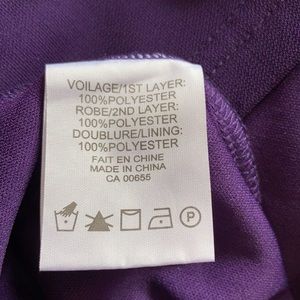 VOILAGE/1ST LAYER:
100%POLYESTER
ROBE/2ND LAYER:
100%POLYESTER
DOUBLURE/LINING:
100%POLYESTER
FAIT EN CHINE
MADE IN CHINA
CA 00655
P